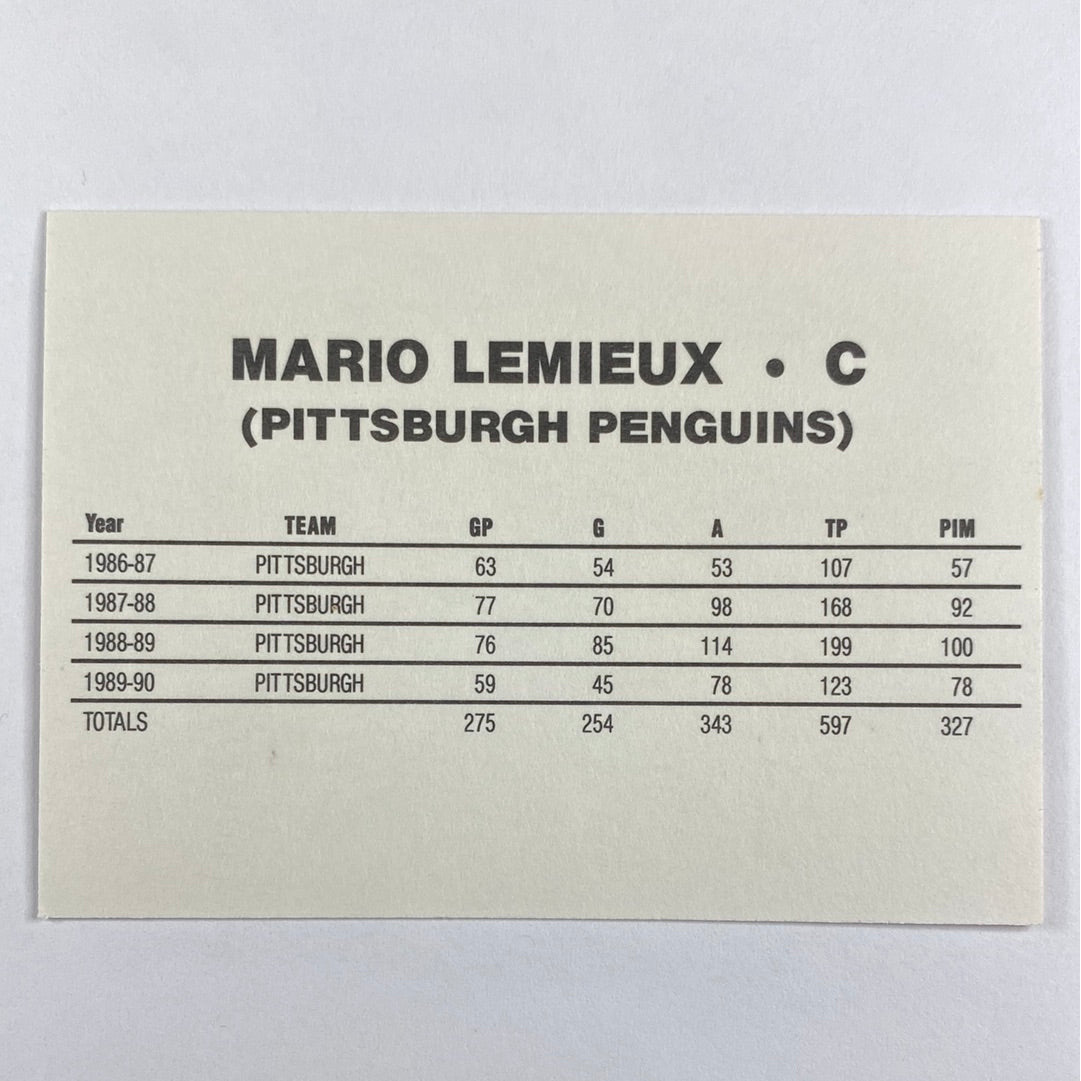 MARIO LEMIEUX • C
(PITTSBURGH PENGUINS)
Year TEAM GP G A TP PIM
1986-87 PITTSBURGH 63 54 53 107 57
1987-88 PITTSBURGH 77 70 98 168 92
1988-89 PITTSBURGH 76 85 114 199 100
1989-90 PITTSBURGH 59 45 78 123 78
TOTALS 275 254 343 597 327